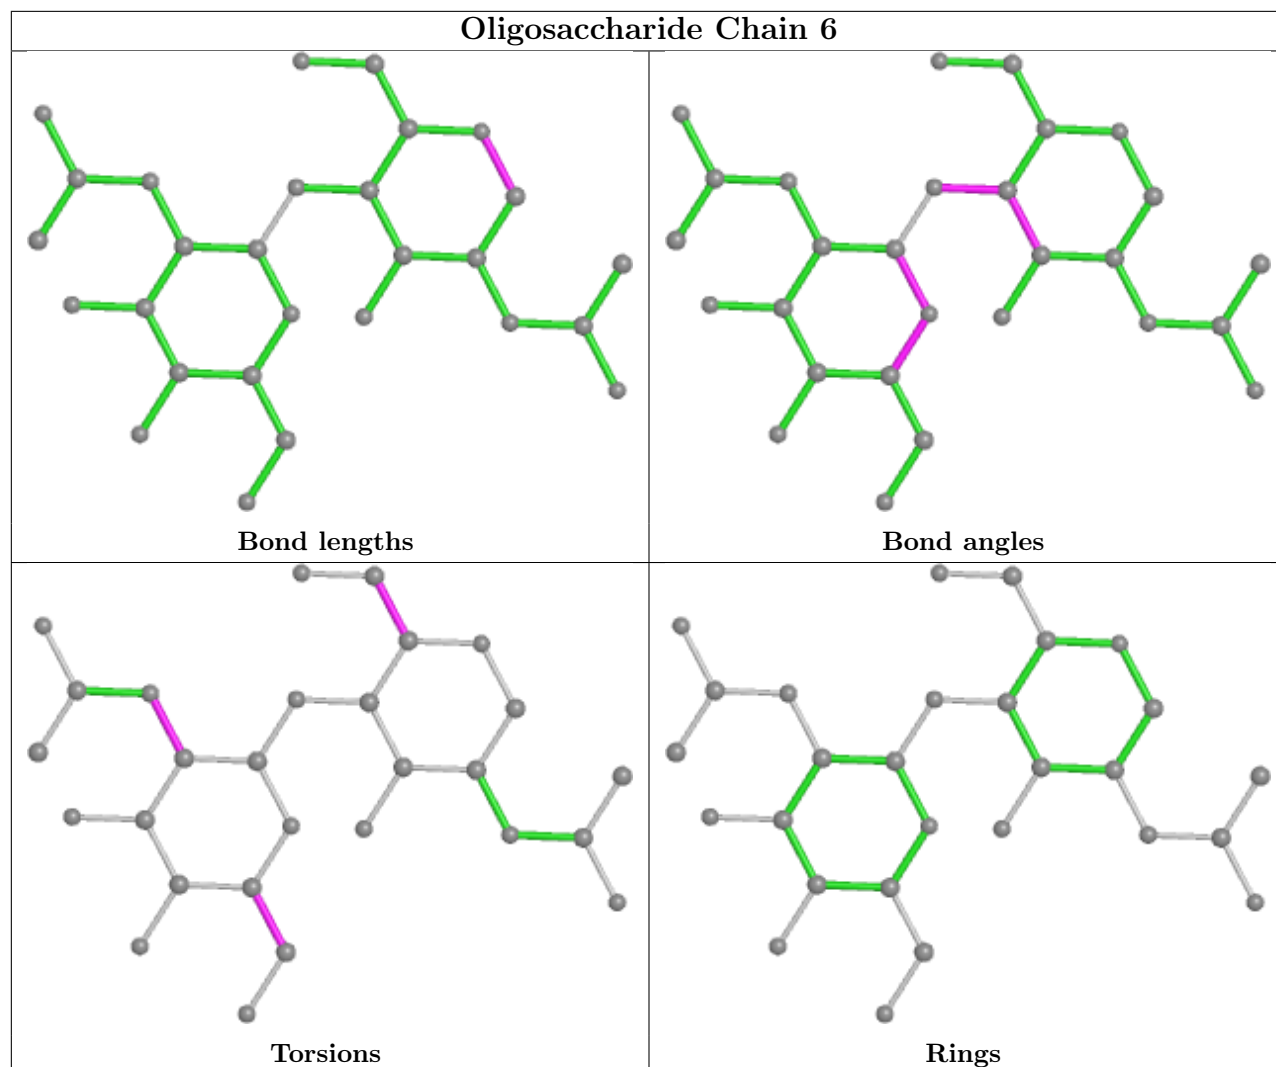 Oligosaccharide Chain 6
Bond lengths
Bond angles
Torsions
Rings